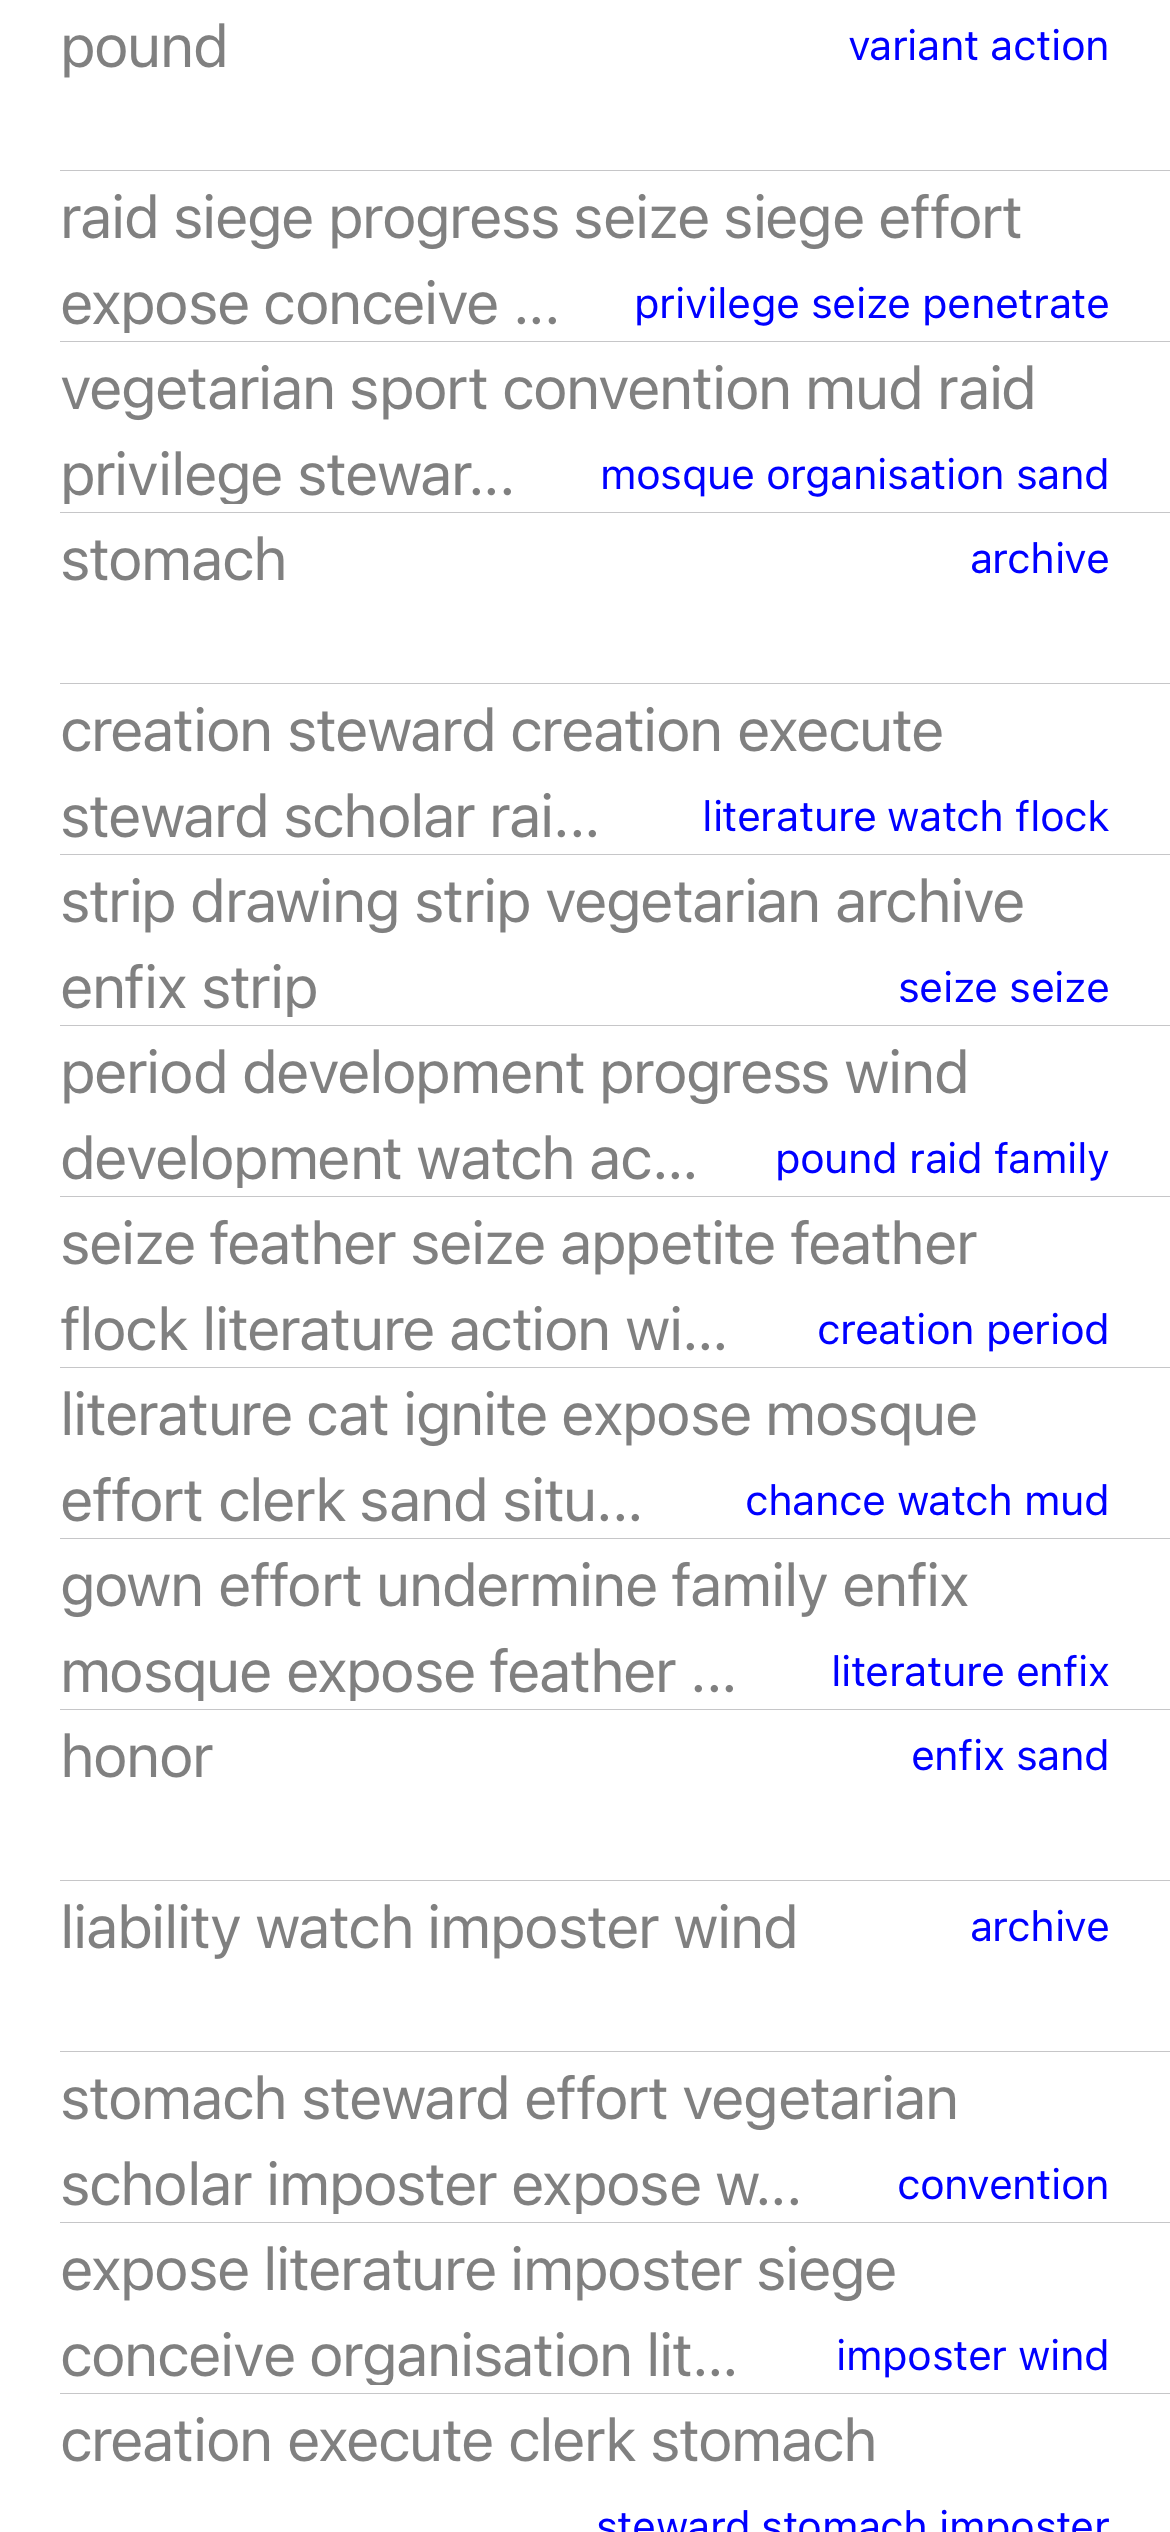 pound variant action
raid siege progress seize siege effort
expose conceive ... privilege seize penetrate
vegetarian sport convention mud raid
privilege stewar... mosque organisation sand
stomach archive
creation steward creation execute
steward scholar rai... literature watch flock
strip drawing strip vegetarian archive
enfix strip seize seize
period development progress wind
development watch ac... pound raid family
seize feather seize appetite feather
flock literature action wi... creation period
literature cat ignite expose mosque
effort clerk sand situ... chance watch mud
gown effort undermine family enfix
mosque expose feather ... literature enfix
honor enfix sand
liability watch imposter wind archive
stomach steward effort vegetarian
scholar imposter expose w... convention
expose literature imposter siege
conceive organisation lit... imposter wind
creation execute clerk stomach
steward stomach imposter